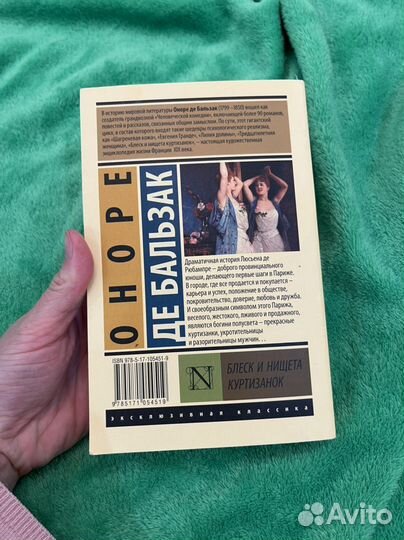 В историю мировой литературы Оноре де Бальзак (1799 – 1850) вошел как
создатель грандиозной «Человеческой комедии», включающей более 90 романов,
повестей и рассказов, связанных общим замыслом. По сути, этот гигантский
цикл, в состав которого входят такие шедевры психологического реализма,
как «Шагреневая кожа», «Евгения Гранде», «Лилия долины», «Тридцатилетняя
женщина», «Блеск и нищета куртизанок», – настоящая художественная
энциклопедия жизни Франции XIX века.
ОНОРЕ
ДЕ БАЛЬЗАК
Драматичная история Люсьена де
Рюбампре – доброго провинциального
юноши, делающего первые шаги в Париже.
В городе, где все продается и покупается –
карьера и успех, положение в обществе,
покровительство, доверие, любовь и дружба.
И своеобразным символом этого Парижа,
веселого, жестокого, лживого и продажного,
являются богини полусвета – прекрасные
куртизанки, укротительницы
и разорительницы мужчин. . .
ISBN 978-5-17-105451-9
9 785171 054519
N
БЛЕСК И НИЩЕТА
КУРТИЗАНОК
эксклюзивная классика
Avito